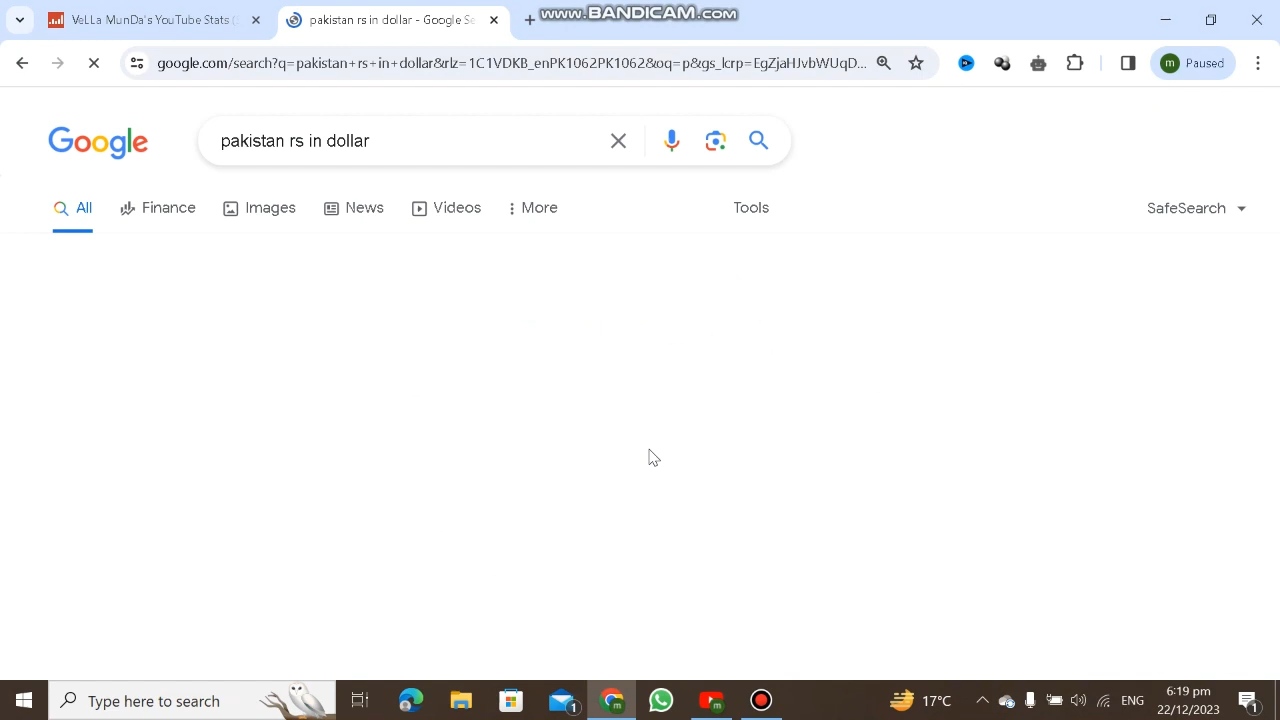 VeLLa MunDa's YouTube Stats (
pakistan rs in dollar - Google Se
www.BANDICAM.com
google.com/search?q=pakistan+rs+in+dollar&rlz=1C1VDKB_enPK1062PK1062&oq=p&gs_lcrp=EgZjaHJvbWUqD...
m Paused
Google
pakistan rs in dollar
All Finance Images News Videos More Tools SafeSearch
Type here to search
1
m
m
17°C
ENG
6:19 pm
22/12/2023
1